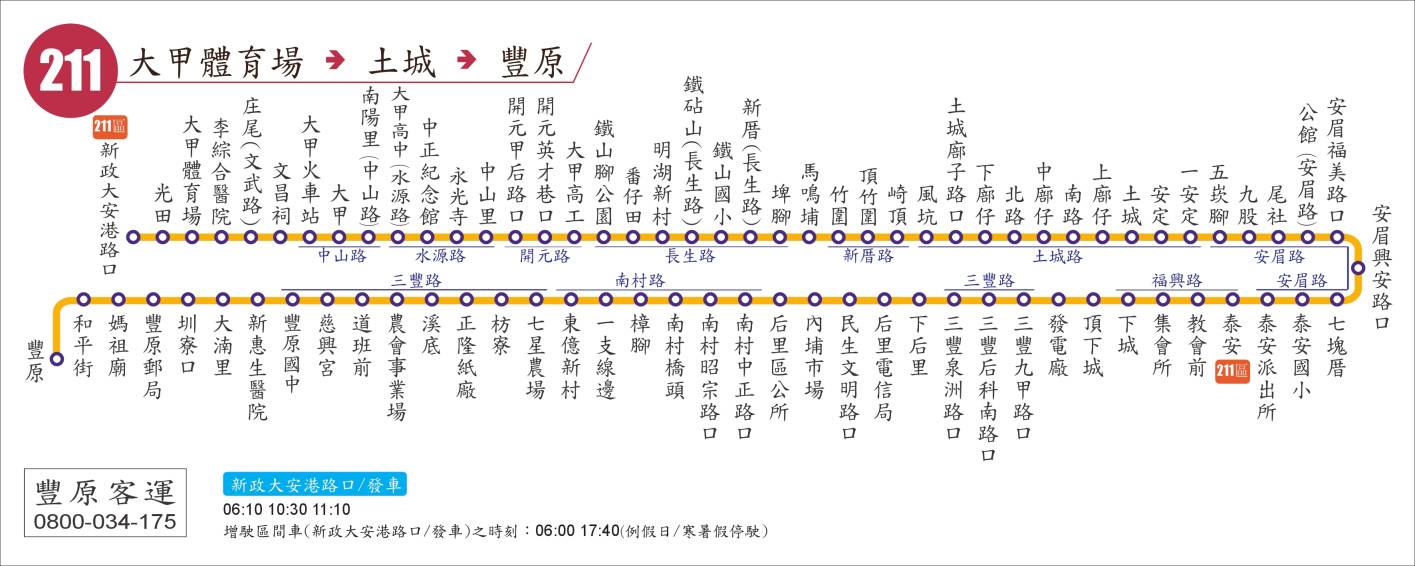 211 大甲體育場 → 土城 → 豐原
211區
新政大安港路口
光田
大甲體育場
李綜合醫院
庄尾(文武路)
文昌祠
大甲火車站
大甲
南陽里(中山路)
大甲高中(水源路)
中正紀念館
永光寺
中山里
開元甲后路口
開元英才巷口
大甲高工
鐵山腳公園
番仔田
明湖新村
鐵砧山(長生路)
鐵山國小
新厝(長生路)
埤腳
馬鳴埔
竹圍
頂竹圍
崎頂
風坑
土城廍子路口
下廍仔
北路
中廍仔
南路
上廍仔
土城
安定
一安定
五崁腳
九股
尾社
公館(安眉路)
安眉福美路口
安眉興安路口
中山路
水源路
開元路
長生路
新厝路
土城路
安眉路
三豐路
南村路
三豐路
福興路
安眉路
豐原
和平街
媽祖廟
豐原郵局
圳寮口
大湳里
新惠生醫院
豐原國中
慈興宮
道班前
農會事業場
溪底
正隆紙廠
枋寮
七星農場
東億新村
一支線邊
樟腳
南村橋頭
南村昭宗路口
南村中正路口
后里區公所
內埔市場
民生文明路口
后里電信局
下后里
三豐泉洲路口
三豐后科南路口
三豐九甲路口
發電廠
頂下城
下城
集會所
教會前
泰安
211區
泰安派出所
泰安國小
七塊厝
豐原客運
0800-034-175
新政大安港路口/發車
06:10 10:30 11:10
增駛區間車(新政大安港路口/發車)之時刻：06:00 17:40(例假日/寒暑假停駛)